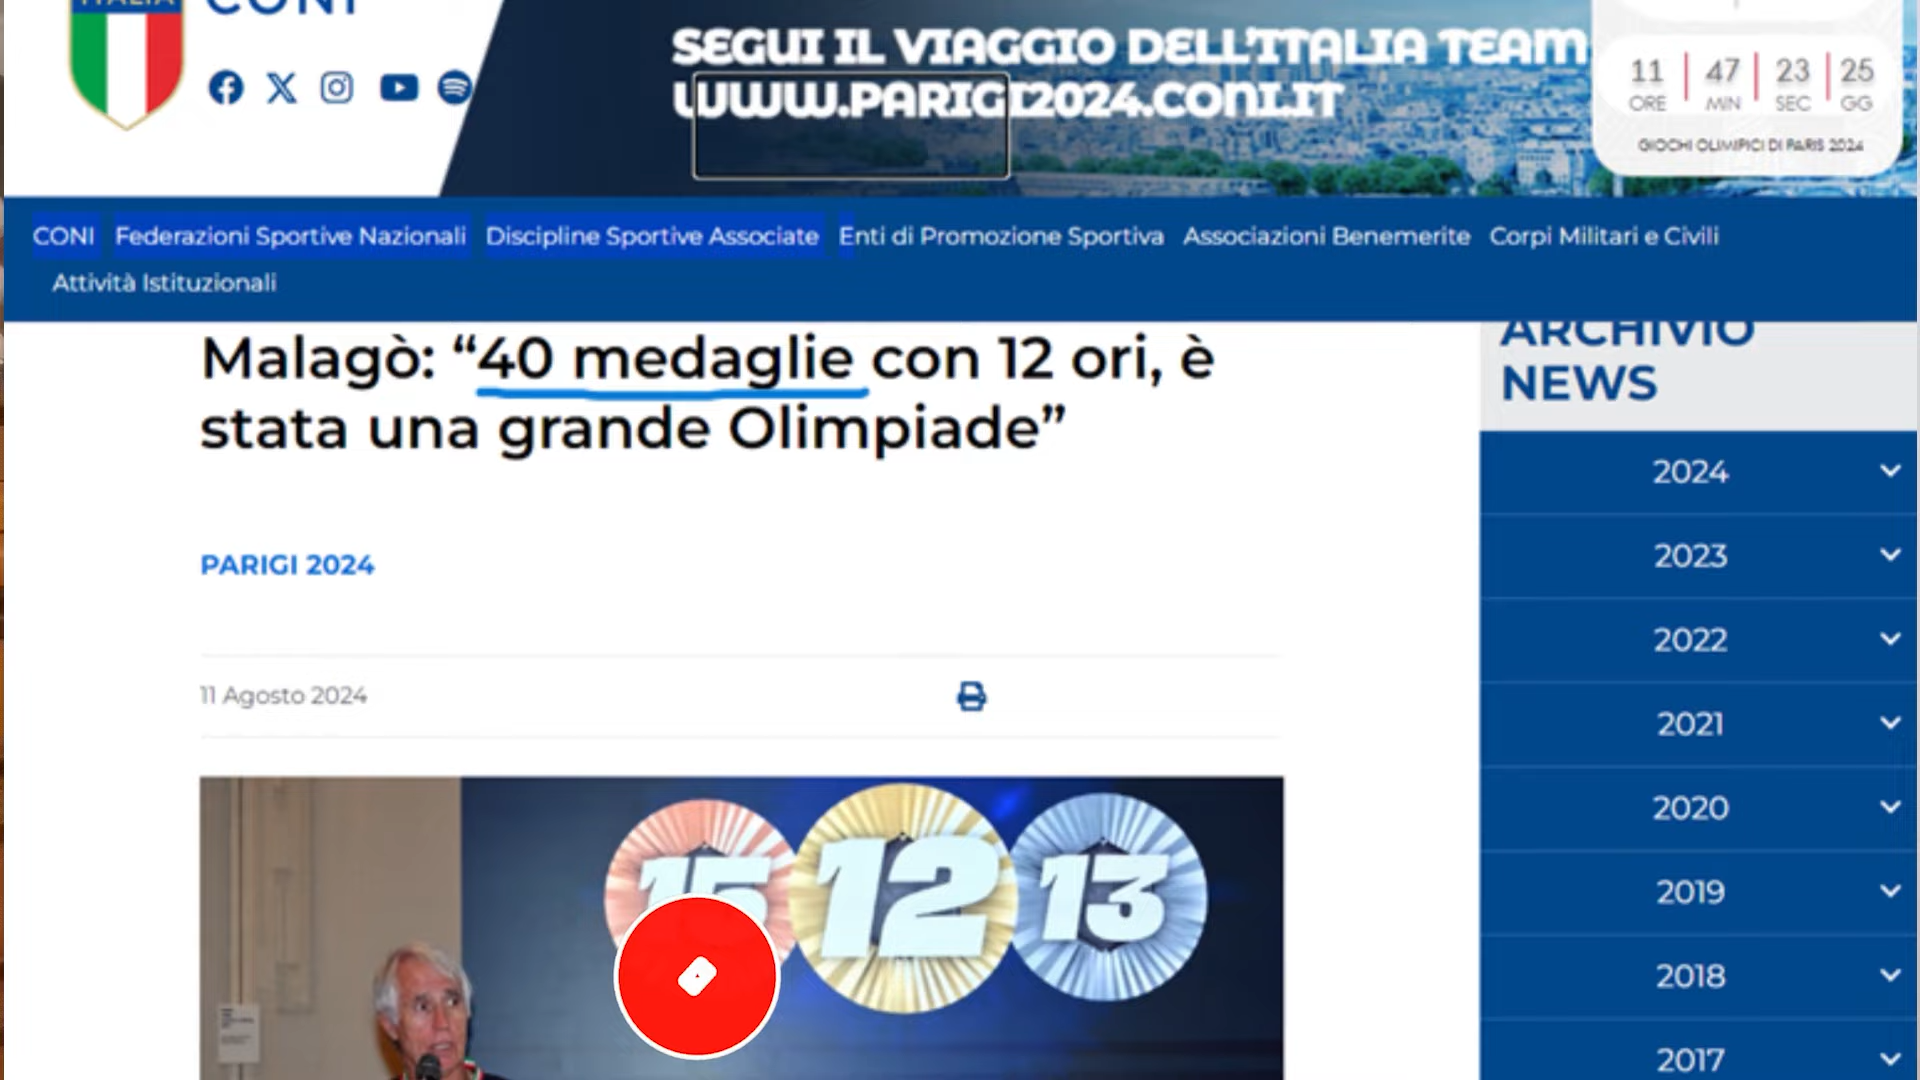 ITALIA
CONI
SEGUI IL VIAGGIO DELL'ITALIA TEAM
WWW.PARIGI2024.CONI.IT
11 47 23 25
ORE MIN SEC GG
GIOCHI OLIMPICI DI PARIS 2024
CONI Federazioni Sportive Nazionali Discipline Sportive Associate Enti di Promozione Sportiva Associazioni Benemerite Corpi Militari e Civili
Attività Istituzionali
Malagò: “40 medaglie con 12 ori, è
stata una grande Olimpiade”
PARIGI 2024
11 Agosto 2024
15 12 13
ARCHIVIO
NEWS
2024
2023
2022
2021
2020
2019
2018
2017